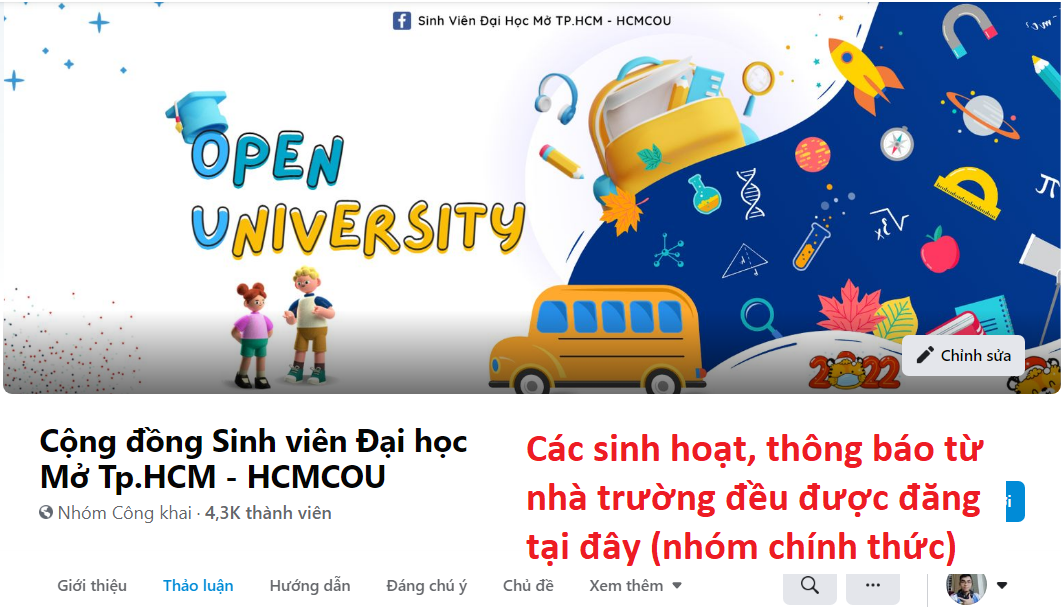 Sinh Viên Đại Học Mở TP.HCM - HCMCOU
OPEN
UNIVERSITY
π
√x
2022
Chỉnh sửa
Cộng đồng Sinh viên Đại học
Mở Tp.HCM - HCMCOU
Nhóm Công khai · 4,3K thành viên
Các sinh hoạt, thông báo từ
nhà trường đều được đăng
tại đây (nhóm chính thức)
Giới thiệu
Thảo luận
Hướng dẫn
Đáng chú ý
Chủ đề
Xem thêm